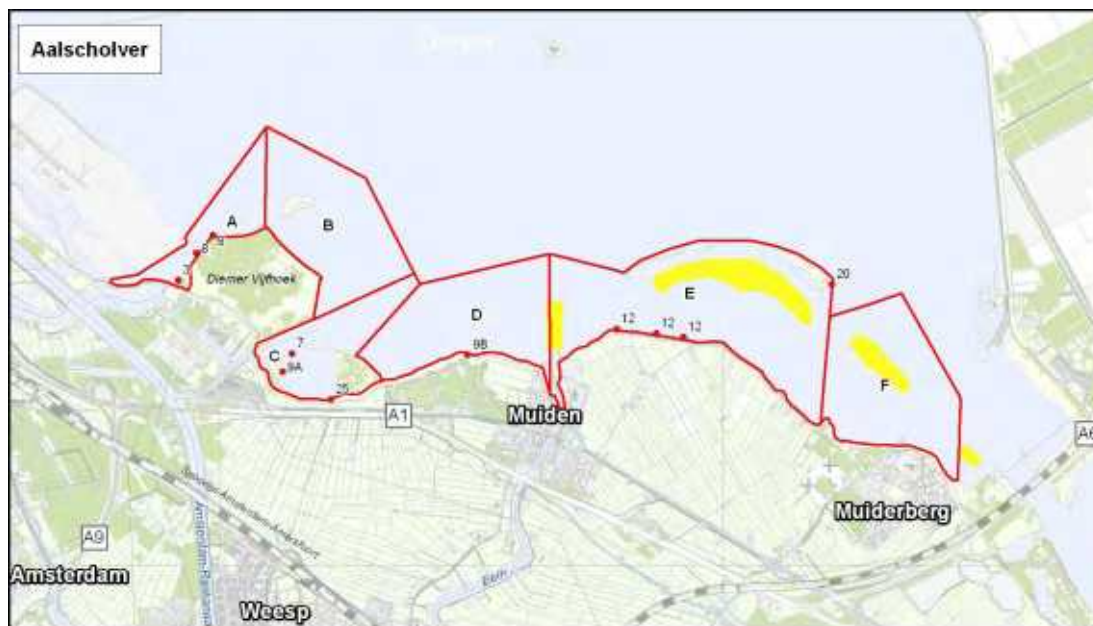 Aalscholver
A
B
8
9
3
Diemer Vijfhoek
E
20
D
12
12
12
7
C
9A
9B
F
25
A1
Muiden
A6
Muiderberg
A9
Amsterdam
Weesp